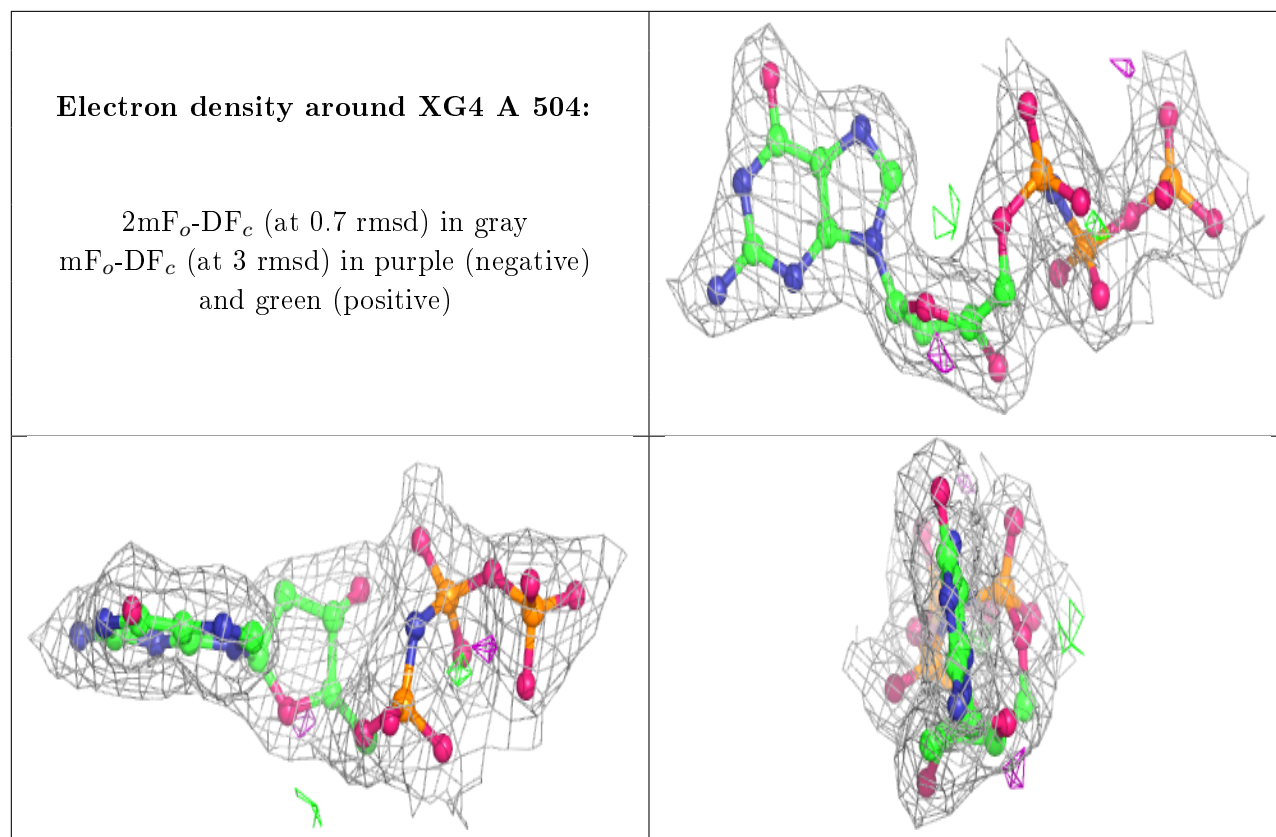 Electron density around XG4 A 504:
2mFₒ-DF𝒸 (at 0.7 rmsd) in gray
mFₒ-DF𝒸 (at 3 rmsd) in purple (negative)
and green (positive)